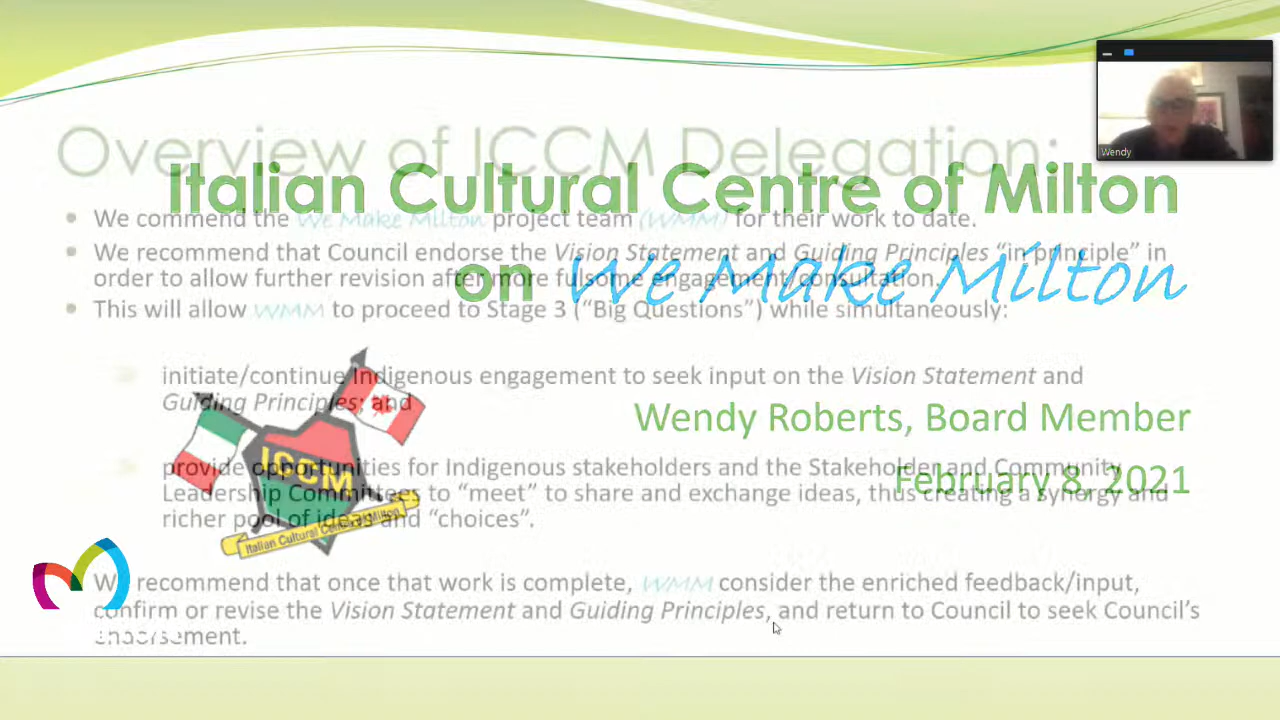 Overview of ICCM Delegation:
Italian Cultural Centre of Milton
on We Make Milton
Wendy Roberts, Board Member
February 8, 2021
We commend the We Make Milton project team (WMM) for their work to date.
We recommend that Council endorse the Vision Statement and Guiding Principles “in principle” in
order to allow further revision after more fulsome engagement/consultation.
This will allow WMM to proceed to Stage 3 (“Big Questions”) while simultaneously:
initiate/continue Indigenous engagement to seek input on the Vision Statement and
Guiding Principles; and
provide opportunities for Indigenous stakeholders and the Stakeholder and Community
Leadership Committees to “meet” to share and exchange ideas, thus creating a synergy and
richer pool of ideas and “choices”.
We recommend that once that work is complete, WMM consider the enriched feedback/input,
confirm or revise the Vision Statement and Guiding Principles, and return to Council to seek Council’s
endorsement.
ICCM
Italian Cultural Centre of Milton
Wendy